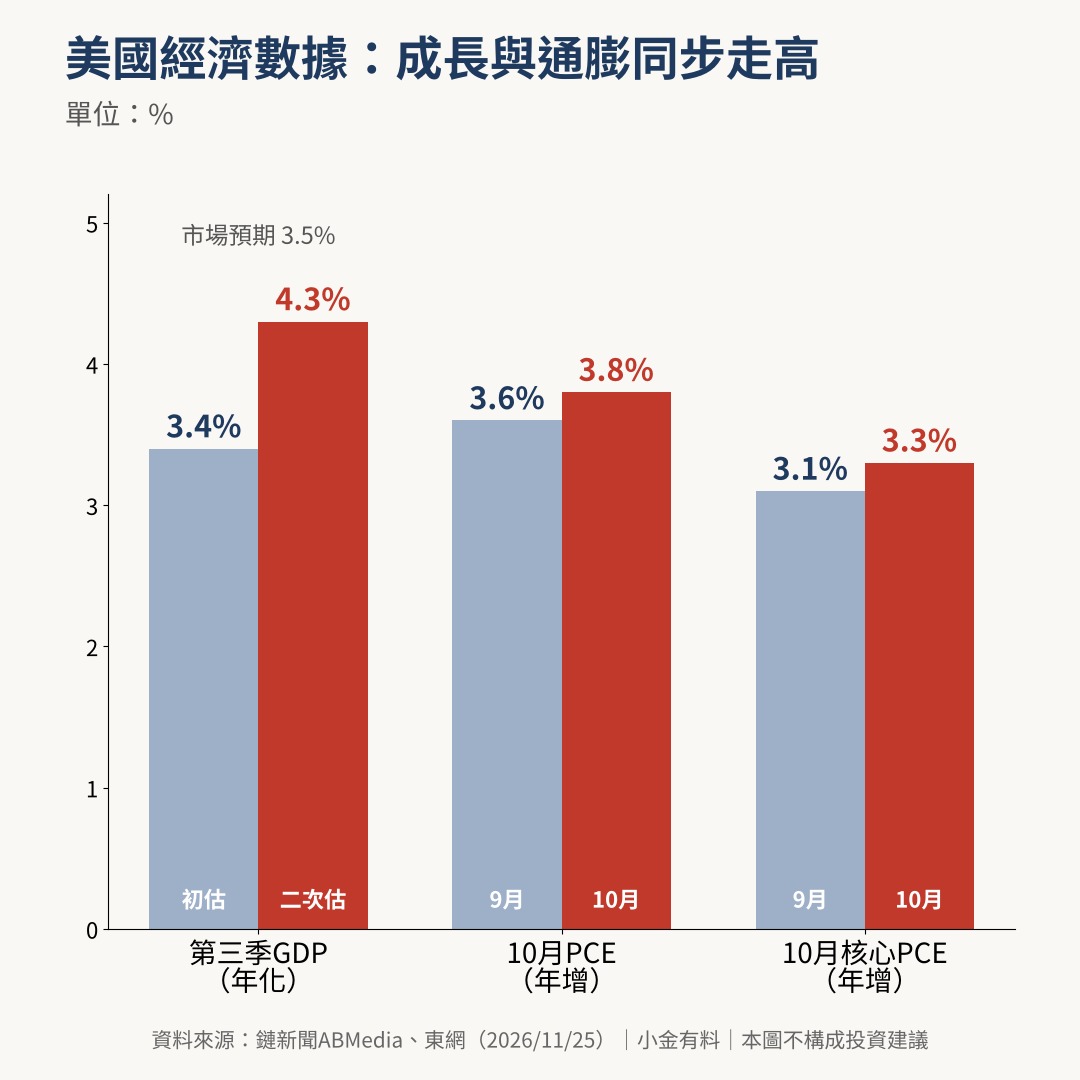 美國經濟數據：成長與通膨同步走高
單位：%
市場預期 3.5%
5
4
3
2
1
0
3.4%
4.3%
3.6%
3.8%
3.1%
3.3%
初估
二次估
9月
10月
9月
10月
第三季GDP
（年化）
10月PCE
（年增）
10月核心PCE
（年增）
資料來源：鏈新聞ABMedia、東網（2026/11/25）｜小金有料｜本圖不構成投資建議